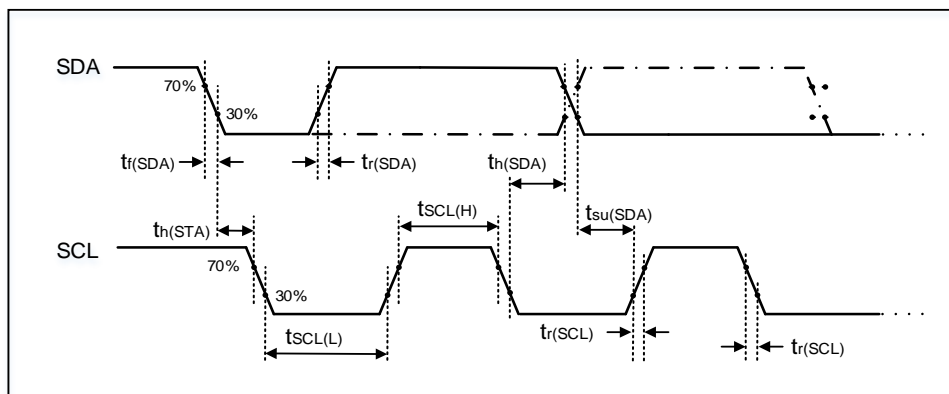 SDA
70%
30%
tf(SDA)
tr(SDA)
th(SDA)
tsu(SDA)
th(STA)
tSCL(H)
SCL
70%
30%
tSCL(L)
tr(SCL)
tr(SCL)